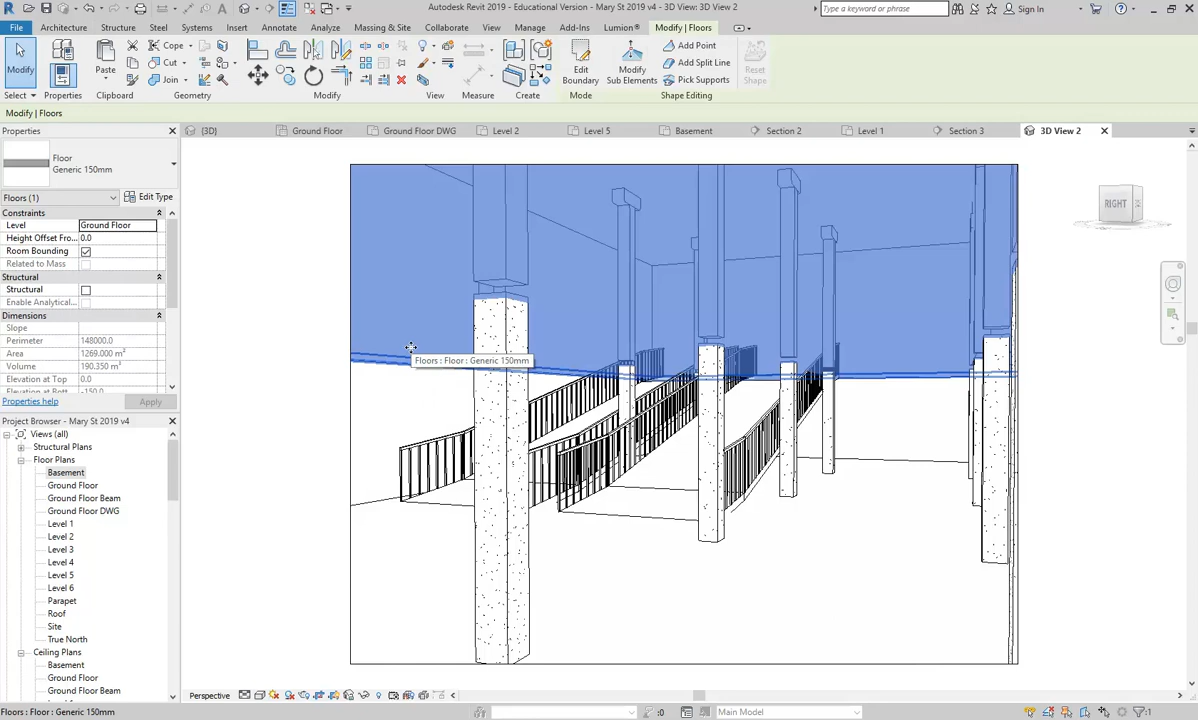 Autodesk Revit 2019 - Educational Version - Mary St 2019 v4 - 3D View: 3D View 2
Type a keyword or phrase
Sign In
File Architecture Structure Steel Systems Insert Annotate Analyze Massing & Site Collaborate View Manage Add-Ins Lumion® Modify | Floors
Modify
Properties
Paste
Cope
Cut
Join
Edit
Boundary
Modify
Sub Elements
Add Point
Add Split Line
Pick Supports
Reset
Shape
Select Properties Clipboard Geometry Modify View Measure Create Mode Shape Editing
Modify | Floors
Properties
{3D} Ground Floor Ground Floor DWG Level 2 Level 5 Basement Section 2 Level 1 Section 3 3D View 2
Floor
Generic 150mm
Floors (1) Edit Type
Constraints
Level Ground Floor
Height Offset Fro... 0.0
Room Bounding
Related to Mass
Structural
Structural
Enable Analytical...
Dimensions
Slope
Perimeter 148000.0
Area 1269.000 m²
Volume 190.350 m³
Elevation at Top 0.0
Elevation at Bott... -150.0
Properties help Apply
Project Browser - Mary St 2019 v4
Views (all)
Structural Plans
Floor Plans
Basement
Ground Floor
Ground Floor Beam
Ground Floor DWG
Level 1
Level 2
Level 3
Level 4
Level 5
Level 6
Parapet
Roof
Site
True North
Ceiling Plans
Basement
Ground Floor
Ground Floor Beam
RIGHT
Floors : Floor : Generic 150mm
Perspective
Floors : Floor : Generic 150mm
:0
Main Model
:1